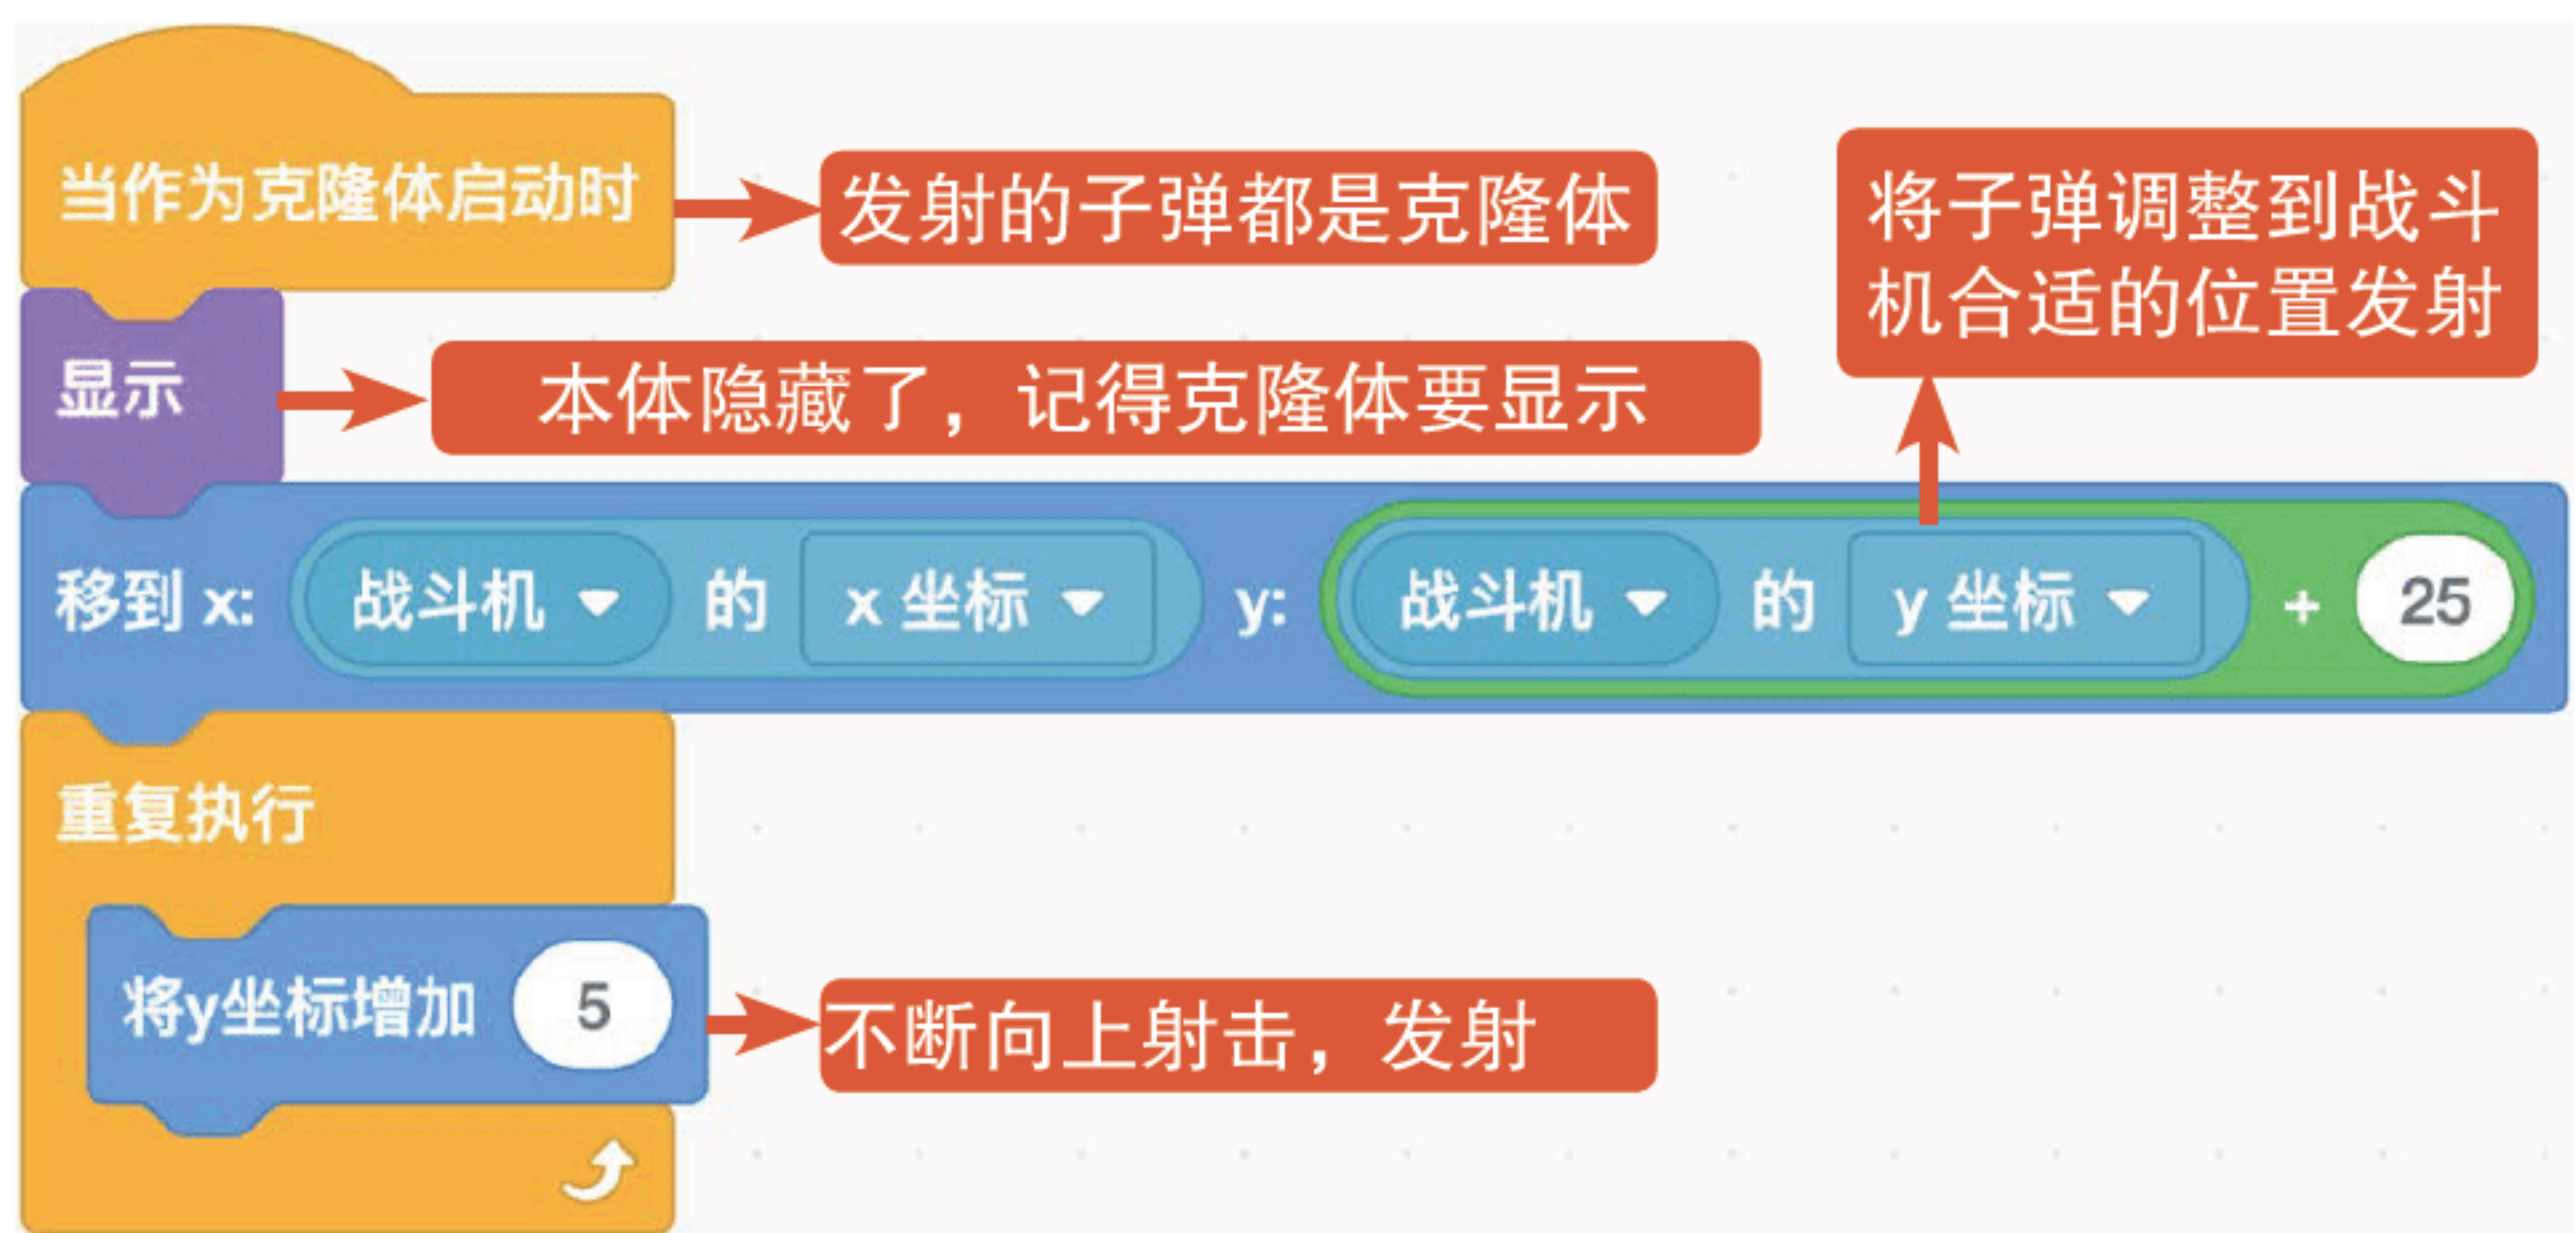 当作为克隆体启动时
发射的子弹都是克隆体
将子弹调整到战斗
机合适的位置发射
显示
本体隐藏了，记得克隆体要显示
移到 x: 战斗机 的 x 坐标 y: 战斗机 的 y 坐标 + 25
重复执行
将y坐标增加 5
不断向上射击，发射